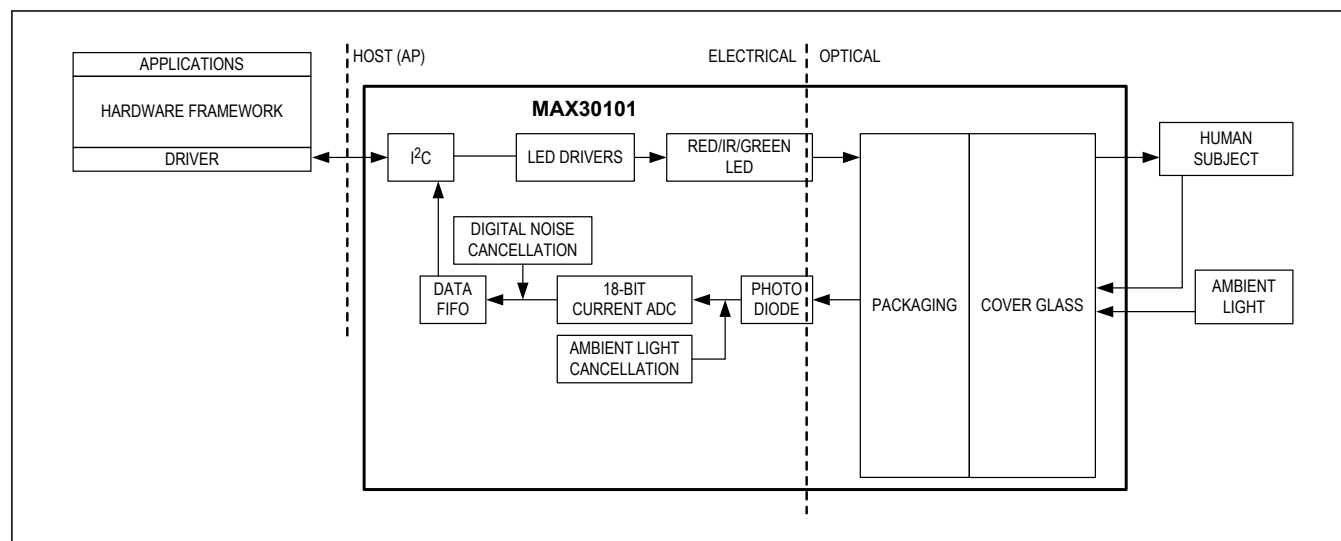 HOST (AP)
ELECTRICAL
OPTICAL
APPLICATIONS
HARDWARE FRAMEWORK
DRIVER
MAX30101
I²C
LED DRIVERS
RED/IR/GREEN
LED
HUMAN
SUBJECT
DIGITAL NOISE
CANCELLATION
DATA
FIFO
18-BIT
CURRENT ADC
PHOTO
DIODE
PACKAGING
COVER GLASS
AMBIENT
LIGHT
AMBIENT LIGHT
CANCELLATION